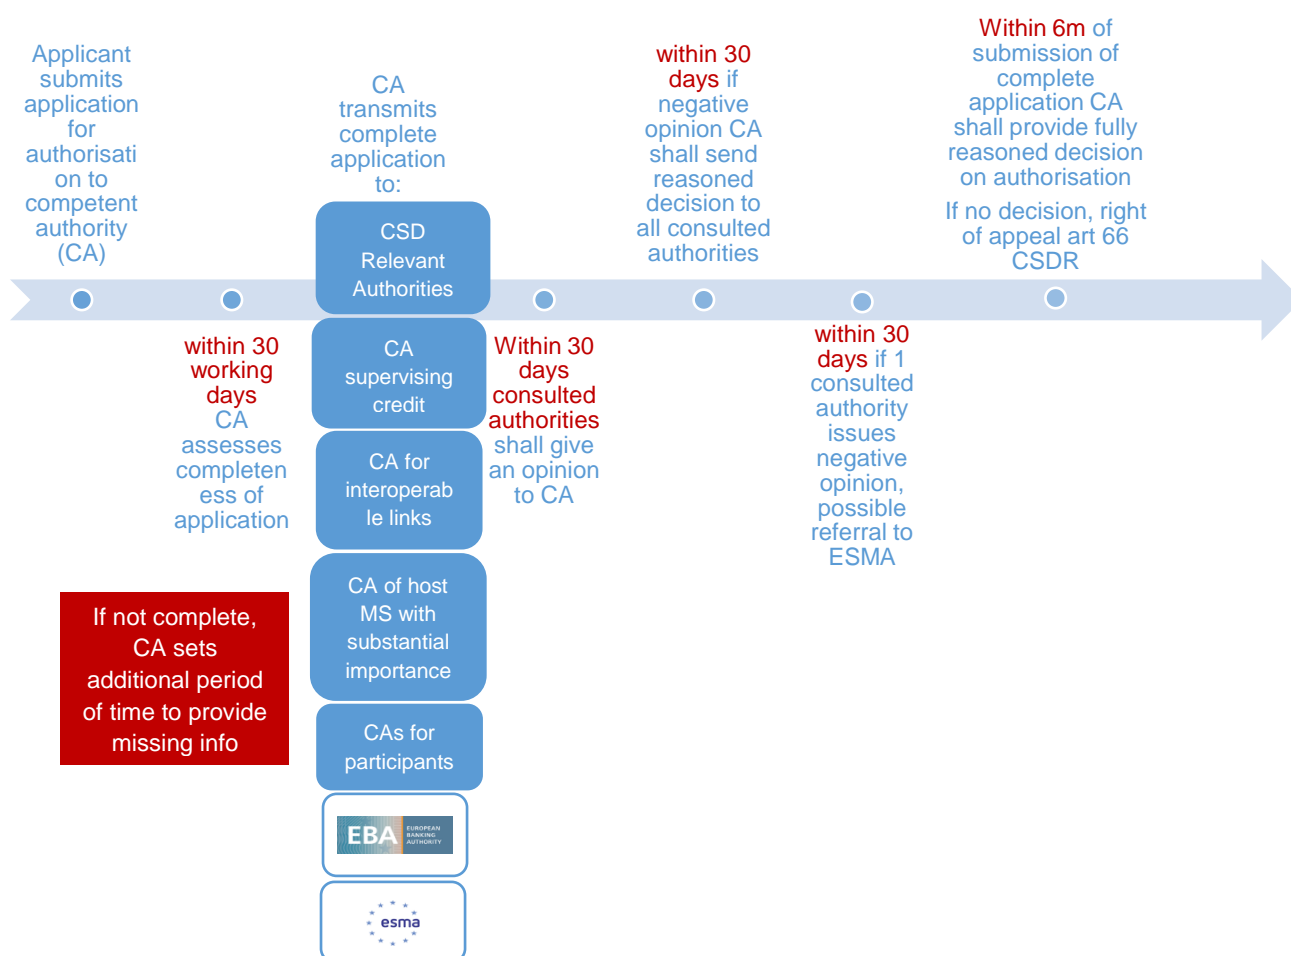 Applicant
submits
application
for
authorisati
on to
competent
authority
(CA)
within 30
working
days
CA
assesses
completen
ess of
application
If not complete,
CA sets
additional period
of time to provide
missing info
CA
transmits
complete
application
to:
CSD
Relevant
Authorities
CA
supervising
credit
CA for
interoperab
le links
CA of host
MS with
substantial
importance
CAs for
participants
EBA EUROPEAN
BANKING
AUTHORITY
esma
Within 30
days
consulted
authorities
shall give
an opinion
to CA
within 30
days if
negative
opinion CA
shall send
reasoned
decision to
all consulted
authorities
within 30
days if 1
consulted
authority
issues
negative
opinion,
possible
referral to
ESMA
Within 6m of
submission of
complete
application CA
shall provide fully
reasoned decision
on authorisation
If no decision, right
of appeal art 66
CSDR